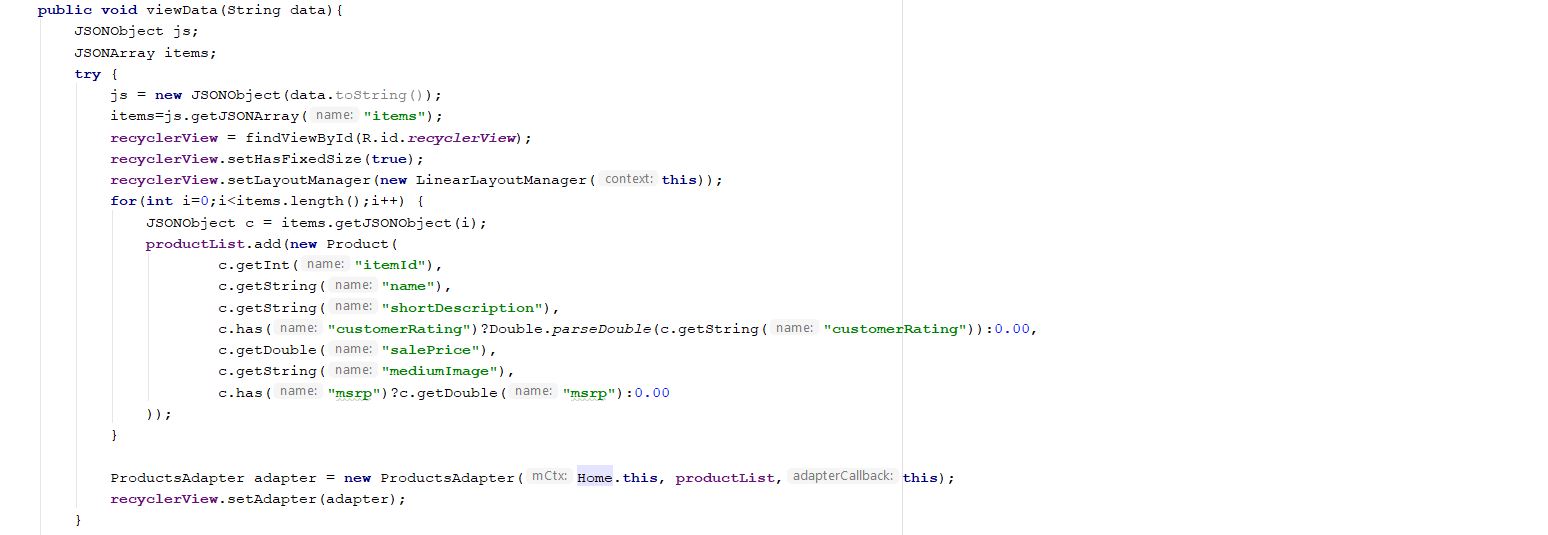 public void viewData(String data){
JSONObject js;
JSONArray items;
try {
js = new JSONObject(data.toString());
items=js.getJSONArray( name: "items");
recyclerView = findViewById(R.id.recyclerView);
recyclerView.setHasFixedSize(true);
recyclerView.setLayoutManager(new LinearLayoutManager( context: this));
for(int i=0;i<items.length();i++) {
JSONObject c = items.getJSONObject(i);
productList.add(new Product(
c.getInt( name: "itemId"),
c.getString( name: "name"),
c.getString( name: "shortDescription"),
c.has( name: "customerRating")?Double.parseDouble(c.getString( name: "customerRating")):0.00,
c.getDouble( name: "salePrice"),
c.getString( name: "mediumImage"),
c.has( name: "msrp")?c.getDouble( name: "msrp"):0.00
));
}
ProductsAdapter adapter = new ProductsAdapter( mCtx: Home.this, productList, adapterCallback: this);
recyclerView.setAdapter(adapter);
}